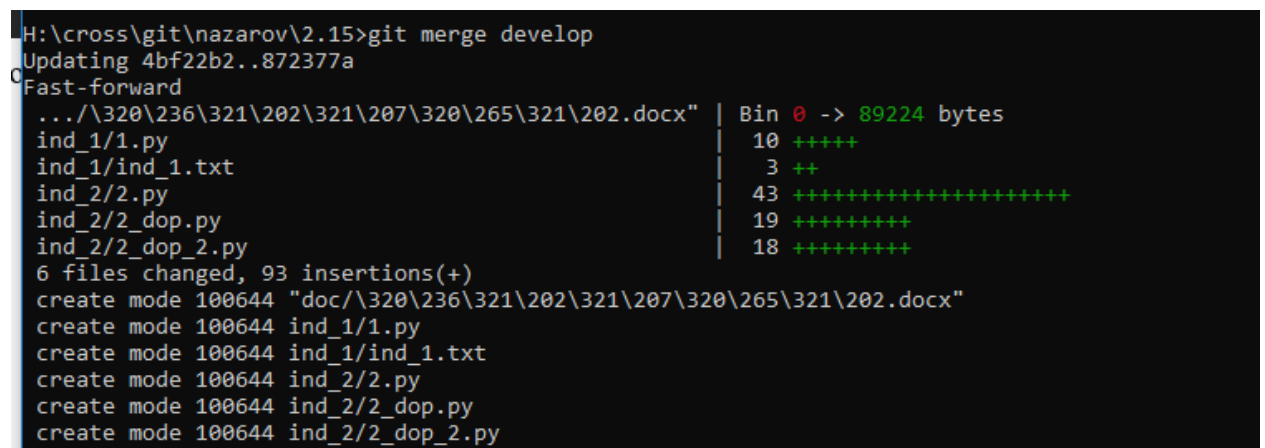 H:\cross\git\nazarov\2.15>git merge develop
Updating 4bf22b2..872377a
Fast-forward
 .../\320\236\321\202\321\207\320\265\321\202.docx" | Bin 0 -> 89224 bytes
 ind_1/1.py                                         |  10 +++++
 ind_1/ind_1.txt                                    |   3 ++
 ind_2/2.py                                         |  43 +++++++++++++++++++++
 ind_2/2_dop.py                                     |  19 +++++++++
 ind_2/2_dop_2.py                                   |  18 +++++++++
 6 files changed, 93 insertions(+)
 create mode 100644 "doc/\320\236\321\202\321\207\320\265\321\202.docx"
 create mode 100644 ind_1/1.py
 create mode 100644 ind_1/ind_1.txt
 create mode 100644 ind_2/2.py
 create mode 100644 ind_2/2_dop.py
 create mode 100644 ind_2/2_dop_2.py